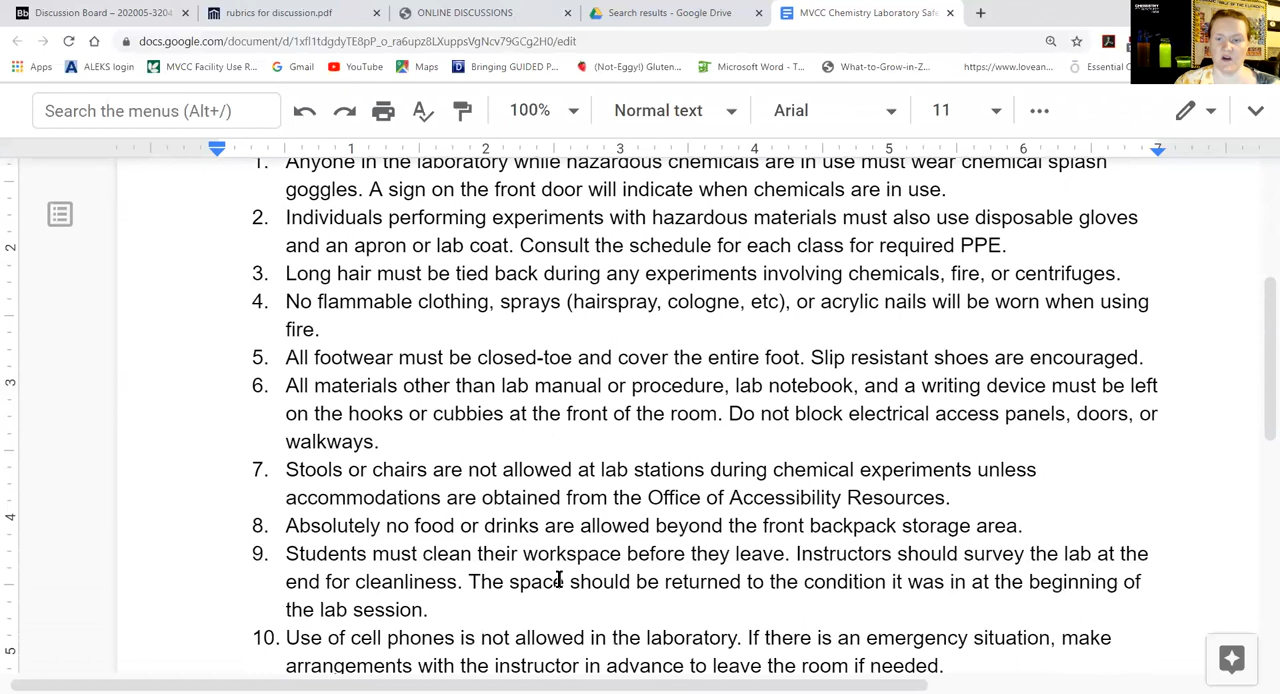 Discussion Board – 202005-3204
rubrics for discussion.pdf
ONLINE DISCUSSIONS
Search results - Google Drive
MVCC Chemistry Laboratory Safe
Apps
ALEKS login
MVCC Facility Use R...
Gmail
YouTube
Maps
Bringing GUIDED P...
(Not-Eggy!) Gluten...
Microsoft Word - T...
What-to-Grow-in-Z...
https://www.lovean...
Essential
Search the menus (Alt+/)
100%
Normal text
Arial
11
1 2 3 4 5 6 7
1. Anyone in the laboratory while hazardous chemicals are in use must wear chemical splash
goggles. A sign on the front door will indicate when chemicals are in use.
2. Individuals performing experiments with hazardous materials must also use disposable gloves
and an apron or lab coat. Consult the schedule for each class for required PPE.
3. Long hair must be tied back during any experiments involving chemicals, fire, or centrifuges.
4. No flammable clothing, sprays (hairspray, cologne, etc), or acrylic nails will be worn when using
fire.
5. All footwear must be closed-toe and cover the entire foot. Slip resistant shoes are encouraged.
6. All materials other than lab manual or procedure, lab notebook, and a writing device must be left
on the hooks or cubbies at the front of the room. Do not block electrical access panels, doors, or
walkways.
7. Stools or chairs are not allowed at lab stations during chemical experiments unless
accommodations are obtained from the Office of Accessibility Resources.
8. Absolutely no food or drinks are allowed beyond the front backpack storage area.
9. Students must clean their workspace before they leave. Instructors should survey the lab at the
end for cleanliness. The space should be returned to the condition it was in at the beginning of
the lab session.
10. Use of cell phones is not allowed in the laboratory. If there is an emergency situation, make
arrangements with the instructor in advance to leave the room if needed.
2
3
4
5